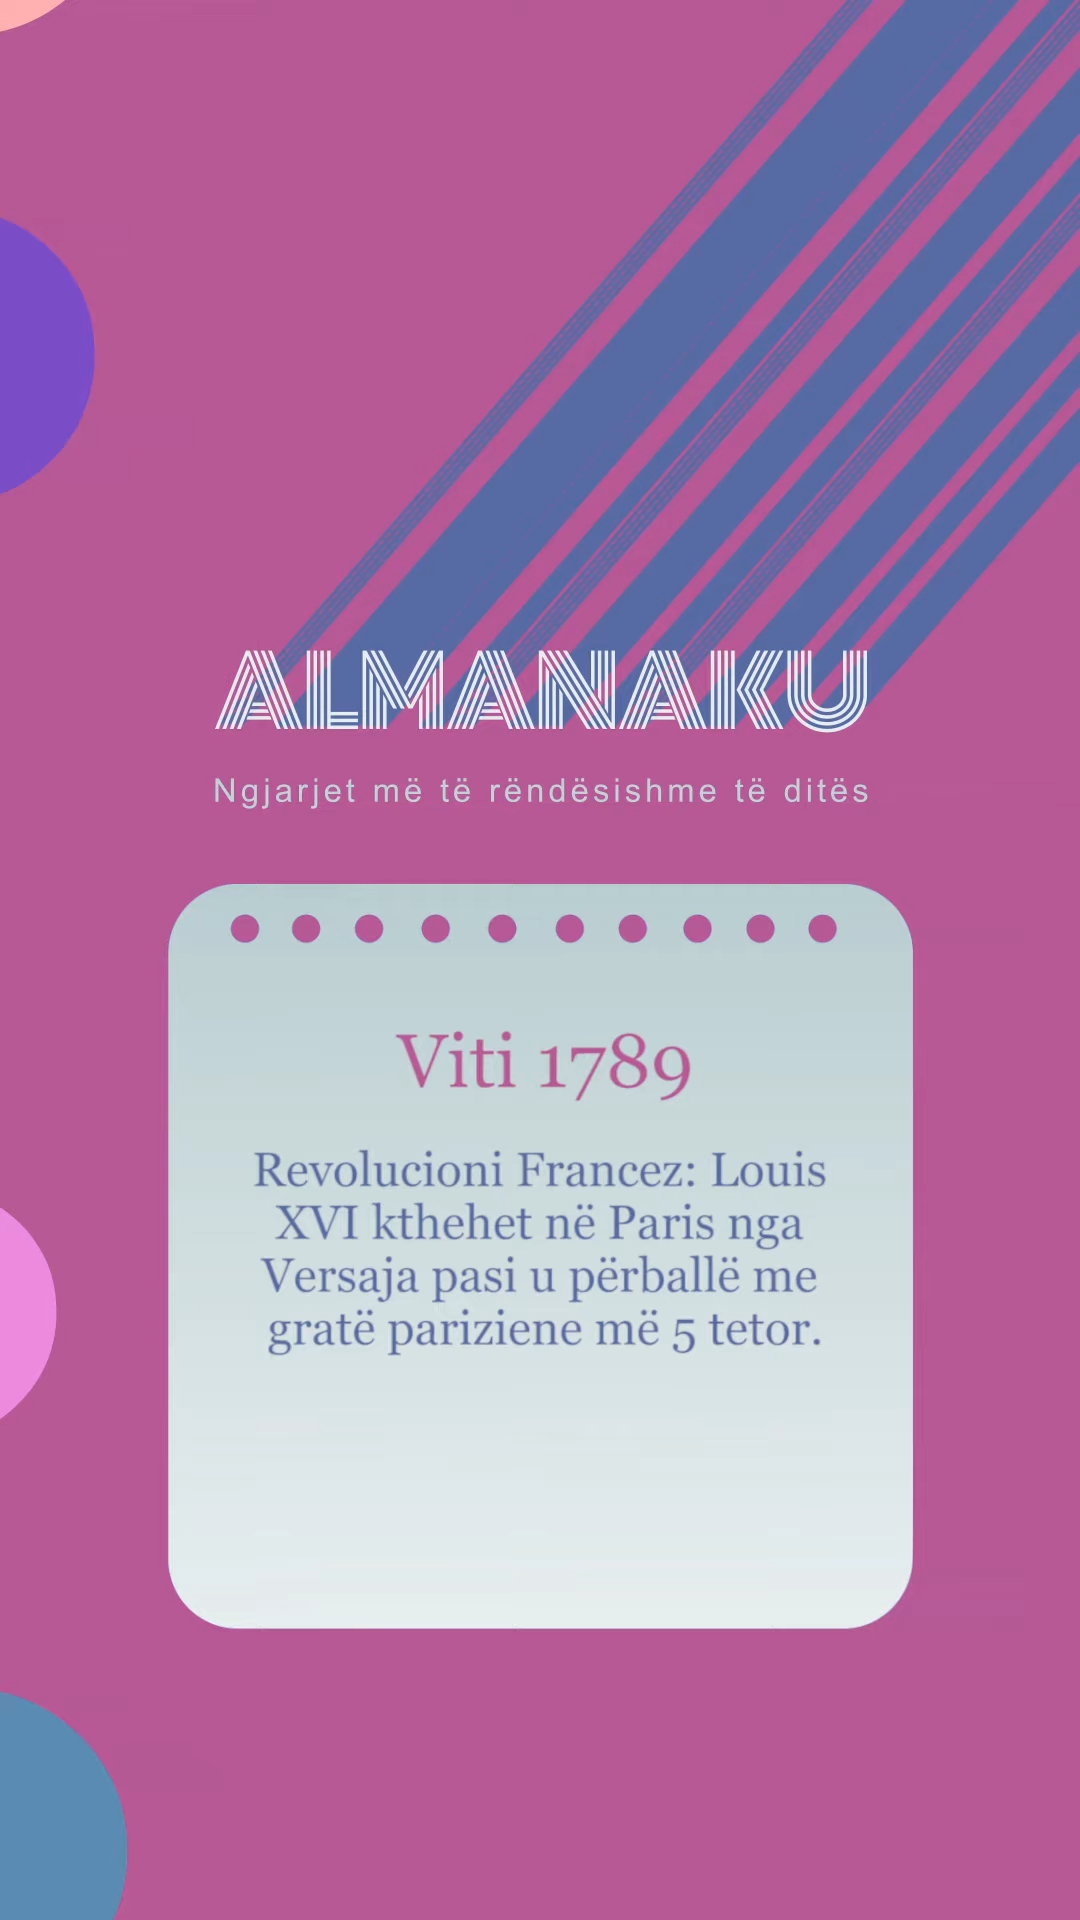 ALMANAKU
Ngjarjet më të rëndësishme të ditës
Viti 1789
Revolucioni Francez: Louis
XVI kthehet në Paris nga
Versaja pasi u përballë me
gratë pariziene më 5 tetor.